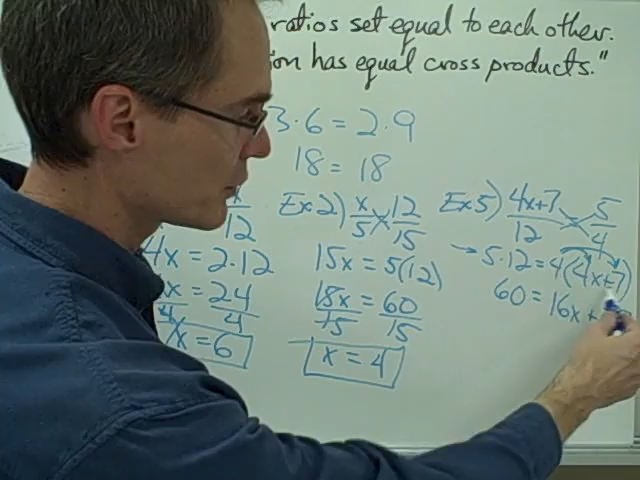 ratios set equal to each other.
has equal cross products."
3·6 = 2·9
18 = 18
x
12
4x = 2·12
4x = 24
4 4
x = 6
Ex 2) x/5 12/15
15x = 5(12)
15x = 60
15 15
x = 4
Ex 5) 4x+7/12 5/4
→ 5·12 = 4(4x+7)
60 = 16x +